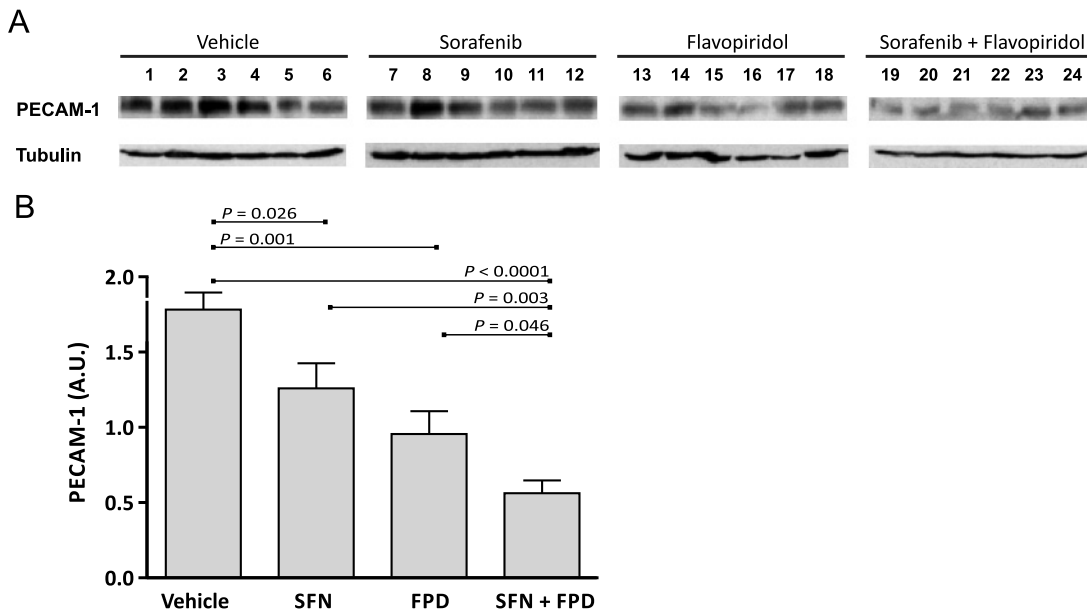 A
Vehicle Sorafenib Flavopiridol Sorafenib + Flavopiridol
1 2 3 4 5 6 7 8 9 10 11 12 13 14 15 16 17 18 19 20 21 22 23 24
PECAM-1
Tubulin
B
P = 0.026
P = 0.001
P < 0.0001
P = 0.003
P = 0.046
PECAM-1 (A.U.)
2.0
1.5
1.0
0.5
0.0
Vehicle SFN FPD SFN + FPD